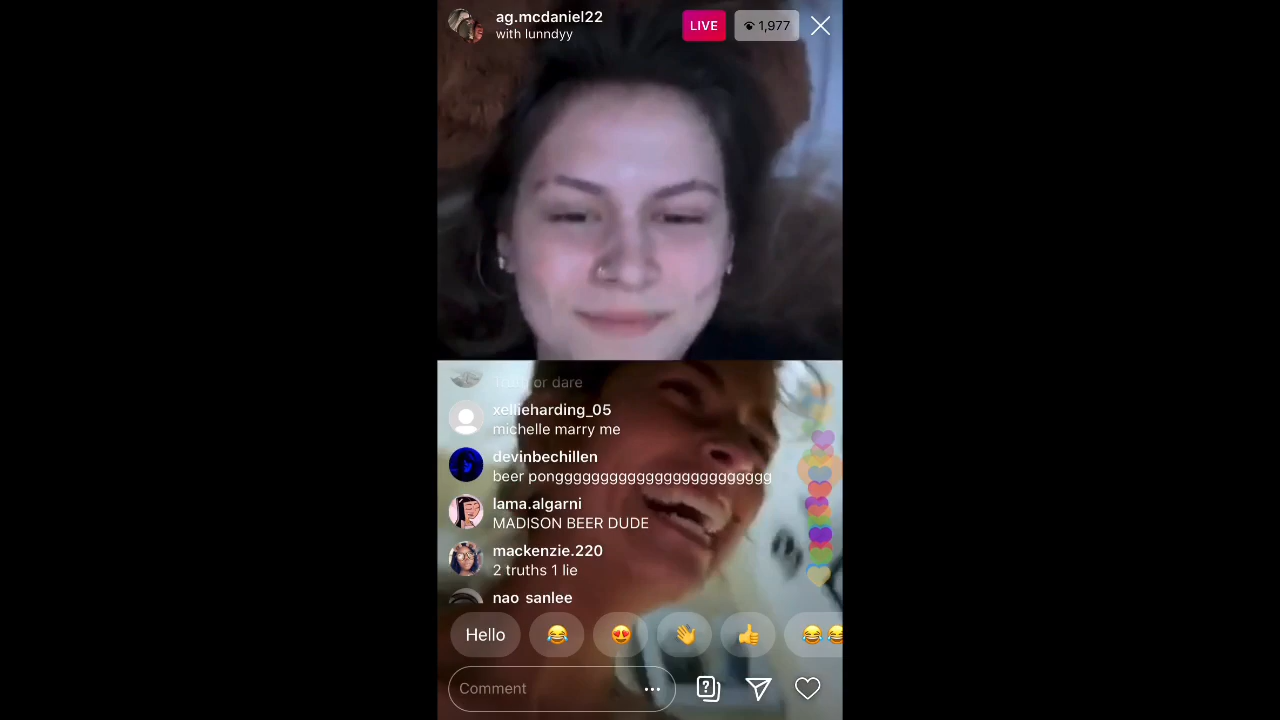 ag.mcdaniel22
with lunndyy
LIVE
1,977
Truth or dare
xellieharding_05
michelle marry me
devinbechillen
beer pongggggggggggggggggggggggg
lama.algarni
MADISON BEER DUDE
mackenzie.220
2 truths 1 lie
nao_sanlee
Hello
Comment